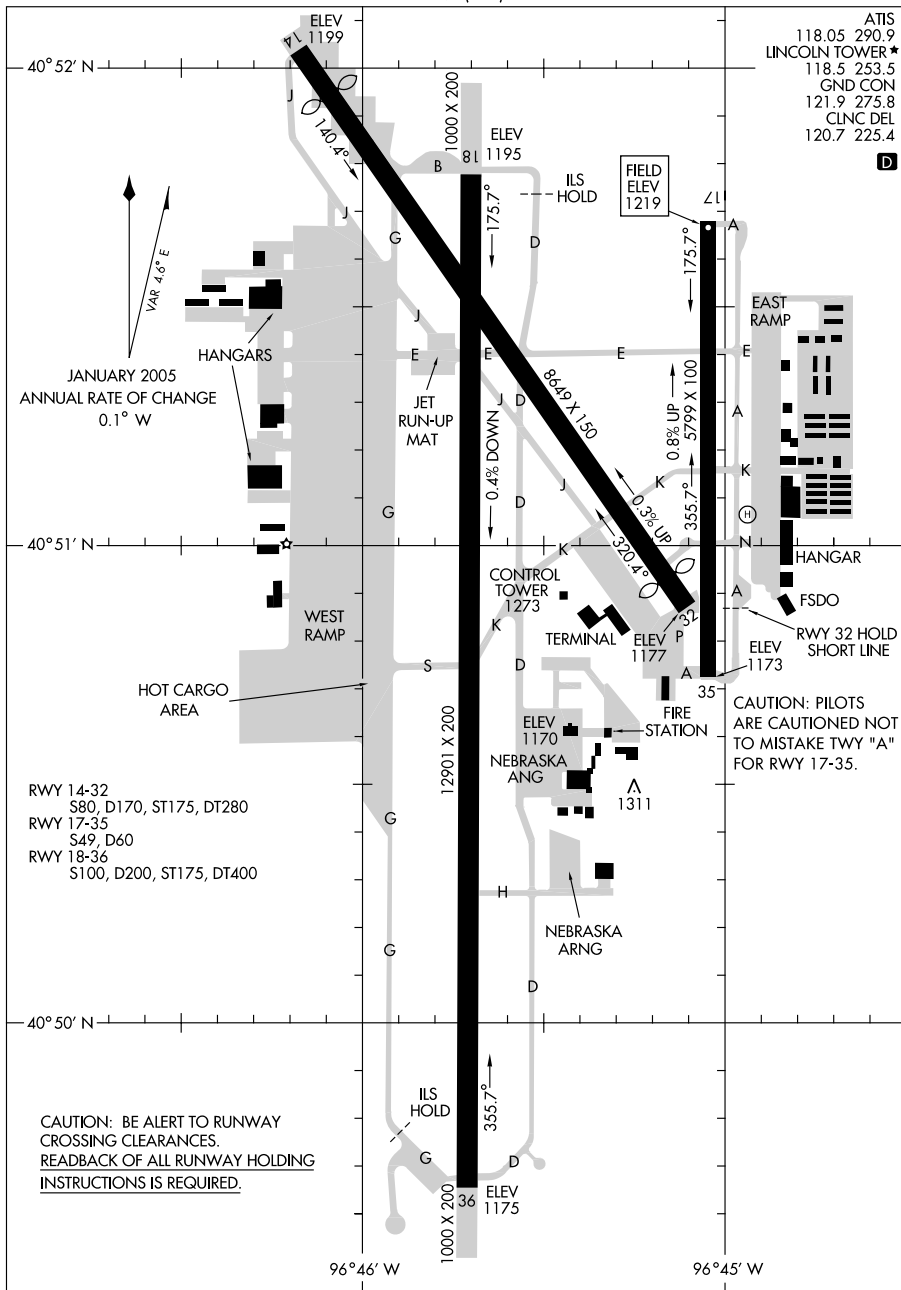 ATIS
118.05 290.9
LINCOLN TOWER★
118.5 253.5
GND CON
121.9 275.8
CLNC DEL
120.7 225.4
D
ELEV
1199
14
40°52' N
J
140.4°
1000 X 200
ELEV
1195
18
B
175.7°
ILS
HOLD
FIELD
ELEV
1219
17
A
175.7°
J
G
D
VAR 4.6° E
JANUARY 2005
ANNUAL RATE OF CHANGE
0.1° W
HANGARS
J
EAST
RAMP
E
E
E
E
JET
RUN-UP
MAT
8649 X 150
J
D
0.8% UP
5799 X 100
A
0.4% DOWN
K
K
J
D
G
355.7°
H
0.3% UP
320.4°
N
40°51' N
K
HANGAR
CONTROL
TOWER
1273
A
FSDO
WEST
RAMP
K
TERMINAL
32
ELEV
1177
P
RWY 32 HOLD
SHORT LINE
S
D
A
ELEV
1173
35
HOT CARGO
AREA
FIRE
STATION
CAUTION: PILOTS
ARE CAUTIONED NOT
TO MISTAKE TWY "A"
FOR RWY 17-35.
12901 X 200
ELEV
1170
NEBRASKA
ANG
1311
RWY 14-32
S80, D170, ST175, DT280
RWY 17-35
S49, D60
RWY 18-36
S100, D200, ST175, DT400
G
H
NEBRASKA
ARNG
G
D
40°50' N
355.7°
ILS
HOLD
CAUTION: BE ALERT TO RUNWAY
CROSSING CLEARANCES.
READBACK OF ALL RUNWAY HOLDING
INSTRUCTIONS IS REQUIRED.
G
D
36
ELEV
1175
1000 X 200
96°46' W
96°45' W